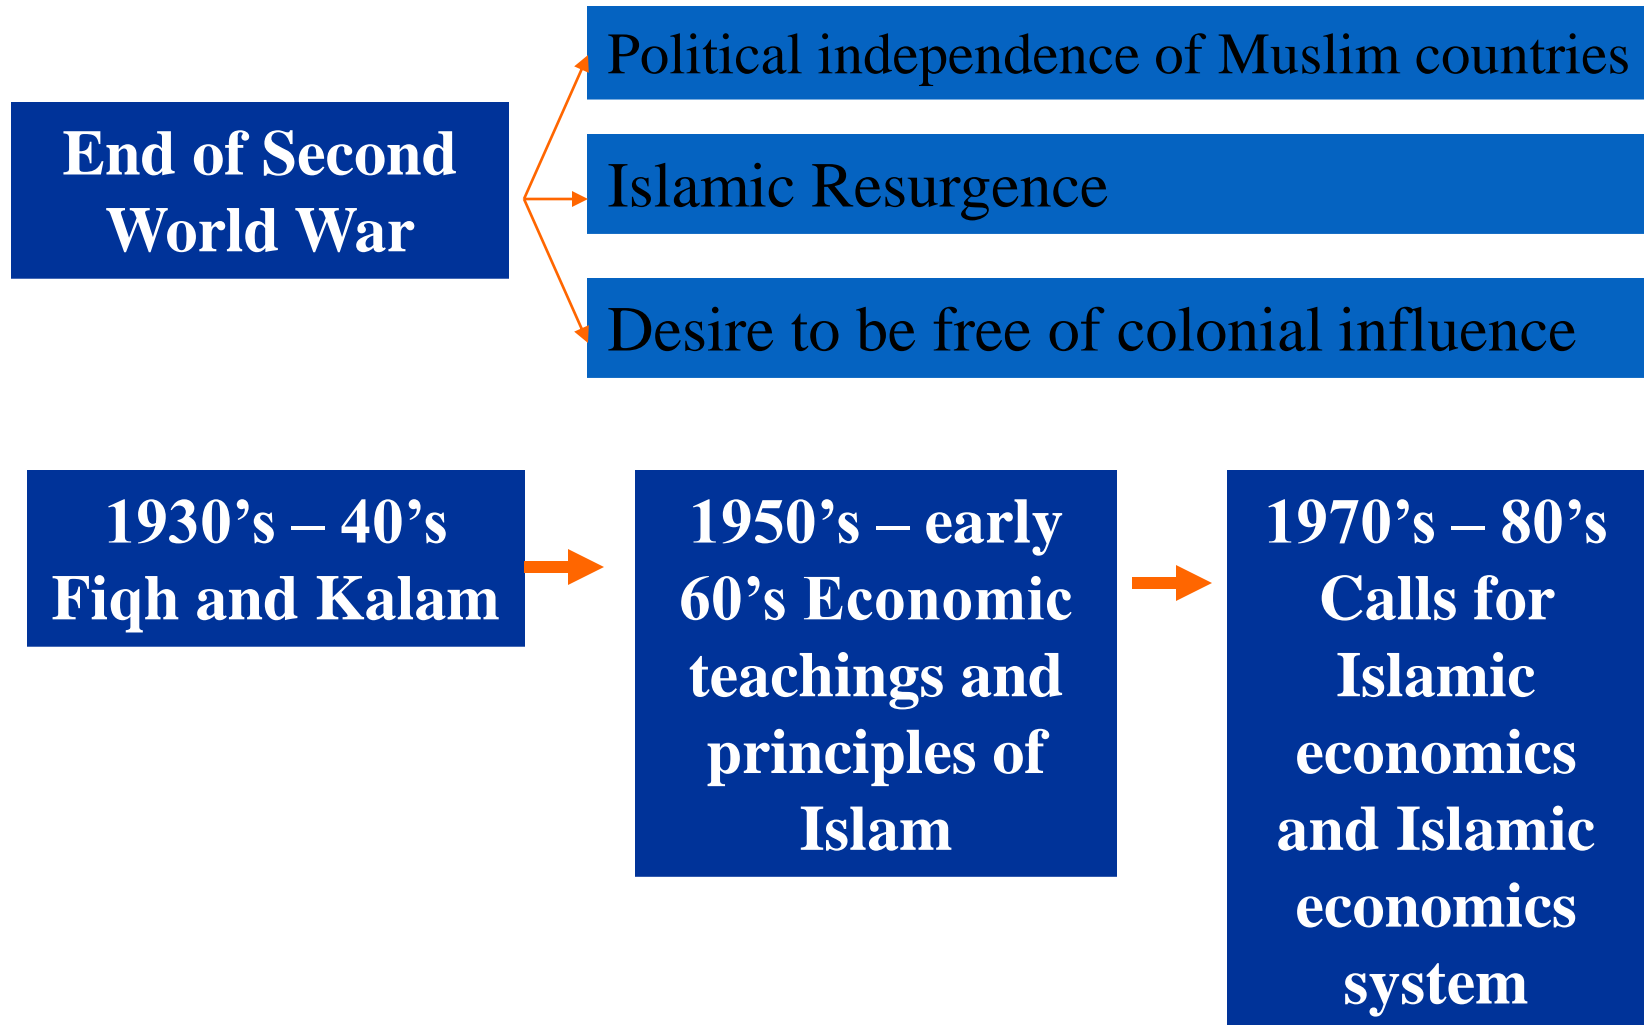 Political independence of Muslim countries
End of Second
World War
Islamic Resurgence
Desire to be free of colonial influence
1930’s – 40’s
Fiqh and Kalam
1950’s – early
60’s Economic
teachings and
principles of
Islam
1970’s – 80’s
Calls for
Islamic
economics
and Islamic
economics
system